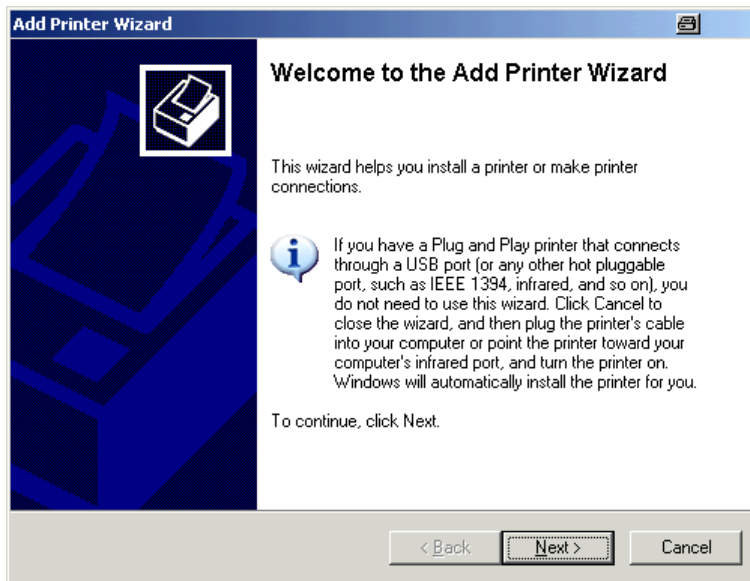 Add Printer Wizard
Welcome to the Add Printer Wizard
This wizard helps you install a printer or make printer
connections.
If you have a Plug and Play printer that connects
through a USB port (or any other hot pluggable
port, such as IEEE 1394, infrared, and so on), you
do not need to use this wizard. Click Cancel to
close the wizard, and then plug the printer's cable
into your computer or point the printer toward your
computer's infrared port, and turn the printer on.
Windows will automatically install the printer for you.
To continue, click Next.
< Back
Next >
Cancel